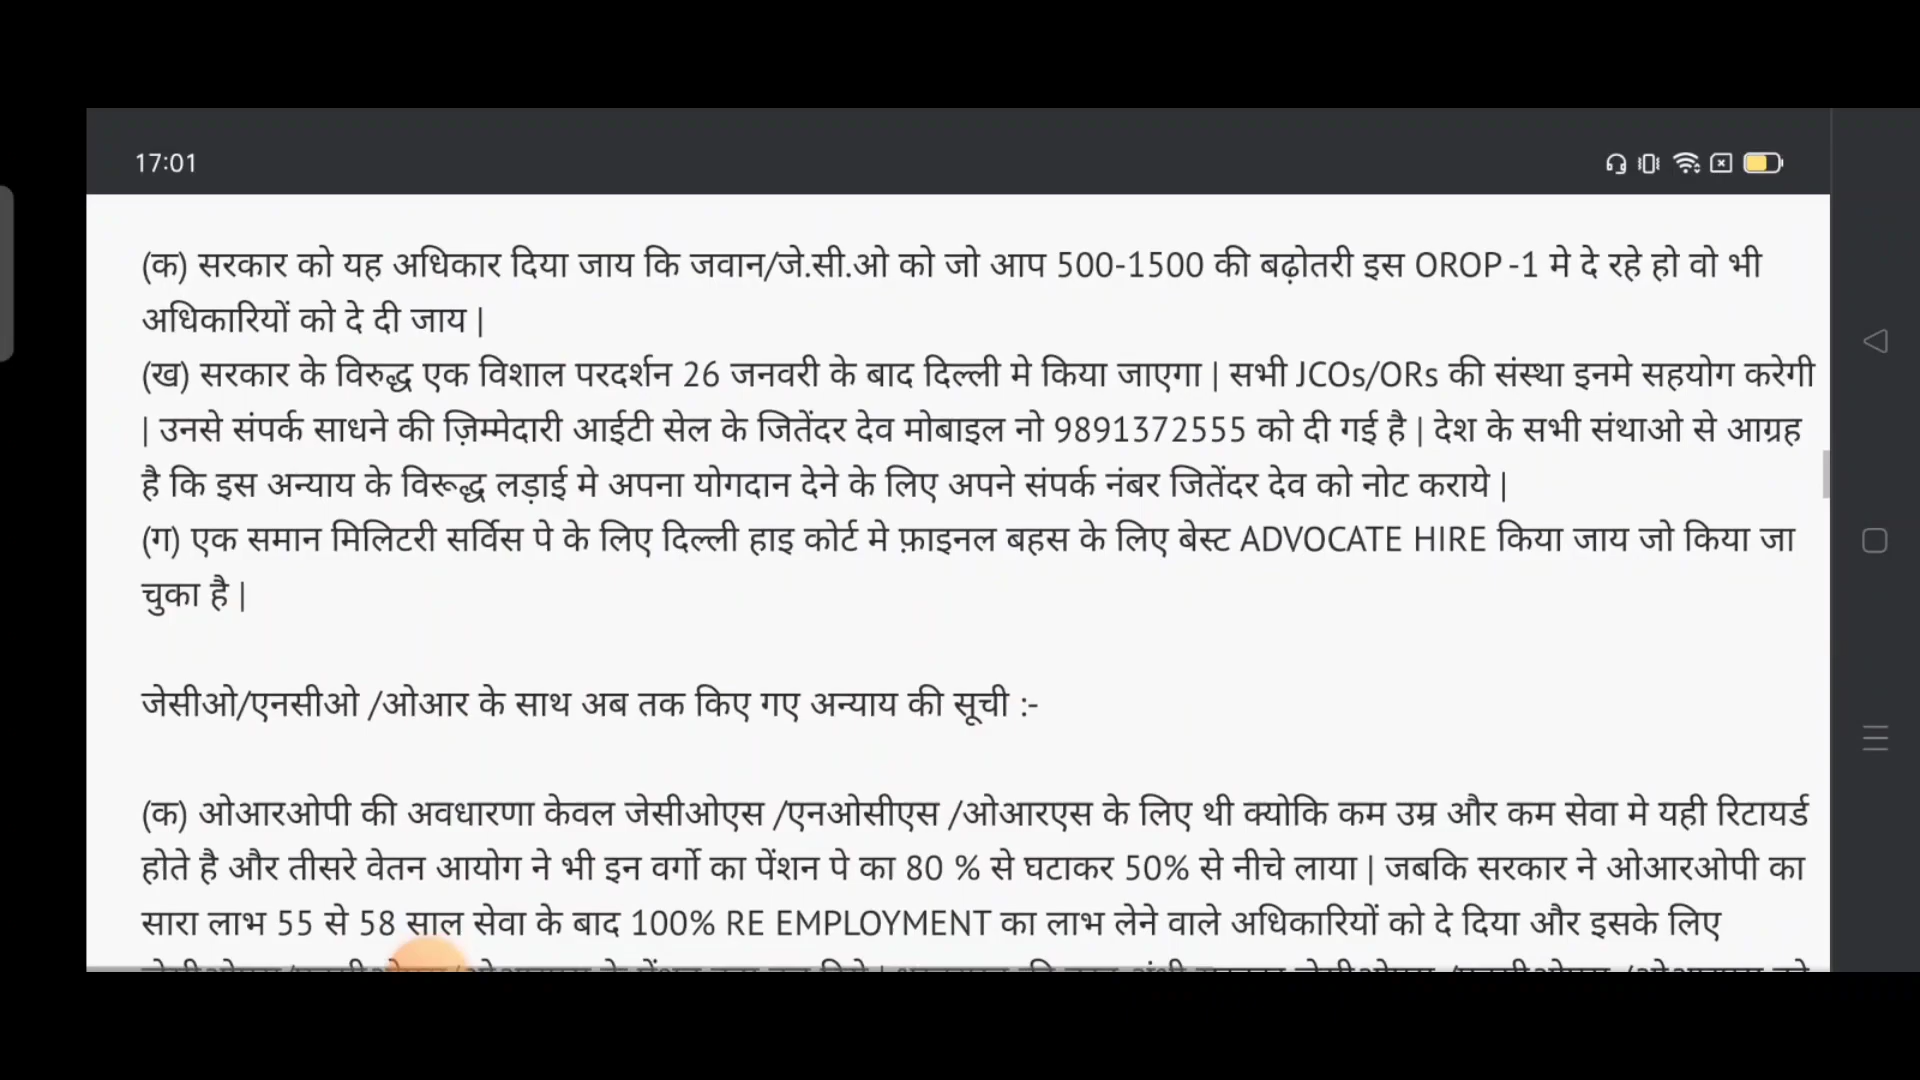 17:01
(क) सरकार को यह अधिकार दिया जाय कि जवान/जे.सी.ओ को जो आप 500-1500 की बढ़ोतरी इस OROP -1 मे दे रहे हो वो भी
अधिकारियों को दे दी जाय |
(ख) सरकार के विरुद्ध एक विशाल परदर्शन 26 जनवरी के बाद दिल्ली मे किया जाएगा | सभी JCOs/ORs की संस्था इनमे सहयोग करेगी
| उनसे संपर्क साधने की ज़िम्मेदारी आईटी सेल के जितेंदर देव मोबाइल नो 9891372555 को दी गई है | देश के सभी संथाओ से आग्रह
है कि इस अन्याय के विरूद्ध लड़ाई मे अपना योगदान देने के लिए अपने संपर्क नंबर जितेंदर देव को नोट कराये |
(ग) एक समान मिलिटरी सर्विस पे के लिए दिल्ली हाइ कोर्ट मे फ़ाइनल बहस के लिए बेस्ट ADVOCATE HIRE किया जाय जो किया जा
चुका है |
जेसीओ/एनसीओ /ओआर के साथ अब तक किए गए अन्याय की सूची :-
(क) ओआरओपी की अवधारणा केवल जेसीओएस /एनओसीएस /ओआरएस के लिए थी क्योकि कम उम्र और कम सेवा मे यही रिटायर्ड
होते है और तीसरे वेतन आयोग ने भी इन वर्गो का पेंशन पे का 80 % से घटाकर 50% से नीचे लाया | जबकि सरकार ने ओआरओपी का
सारा लाभ 55 से 58 साल सेवा के बाद 100% RE EMPLOYMENT का लाभ लेने वाले अधिकारियों को दे दिया और इसके लिए